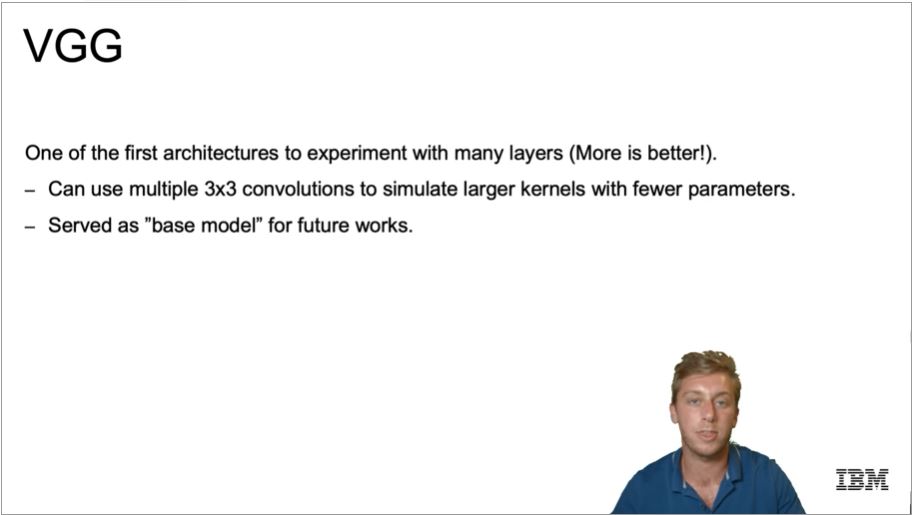 VGG
One of the first architectures to experiment with many layers (More is better!).
– Can use multiple 3x3 convolutions to simulate larger kernels with fewer parameters.
– Served as ”base model” for future works.
IBM